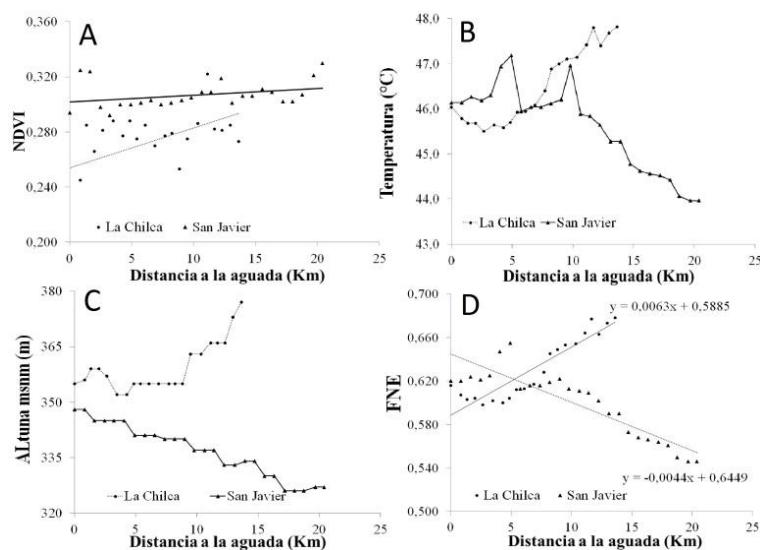 A
0,360
0,320
0,280
0,240
0,200
NDVI
La Chilca
San Javier
0 5 10 15 20 25
Distancia a la aguada (Km)
B
48.0
47.0
46.0
45.0
44.0
43.0
Temperatura (°C)
La Chilca
San Javier
0 5 10 15 20 25
Distancia a la aguada (Km)
C
380
365
350
335
320
ALtuna msnm (m)
La Chilca
San Javier
0 5 10 15 20 25
Distancia a la aguada (Km)
D
0,700
0,660
0,620
0,580
0,540
0,500
FNE
y = 0,0063x + 0,5885
y = -0,0044x + 0,6449
La Chilca
San Javier
0 5 10 15 20 25
Distancia a la aguada (Km)